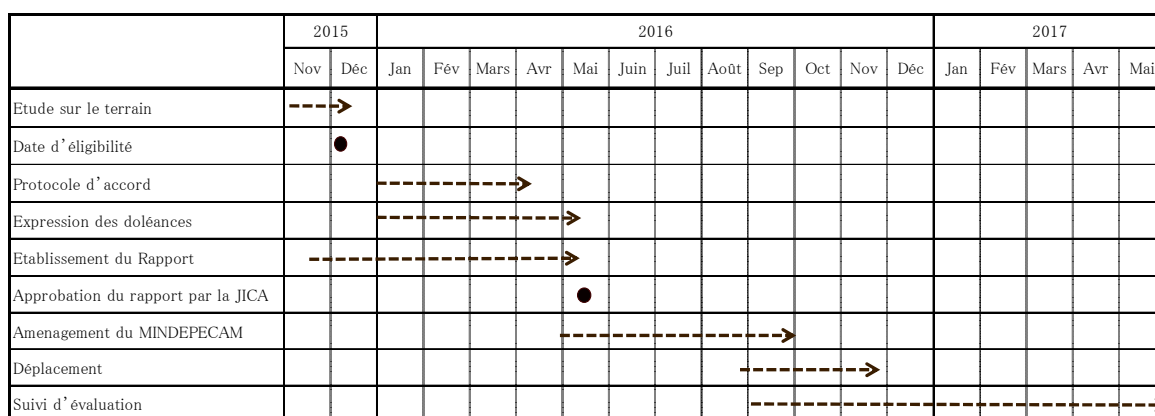 2015 2016 2017
Nov Déc Jan Fév Mars Avr Mai Juin Juil Août Sep Oct Nov Déc Jan Fév Mars Avr Mai
Etude sur le terrain
Date d’éligibilité
Protocole d’accord
Expression des doléances
Etablissement du Rapport
Approbation du rapport par la JICA
Amenagement du MINDEPECAM
Déplacement
Suivi d’évaluation